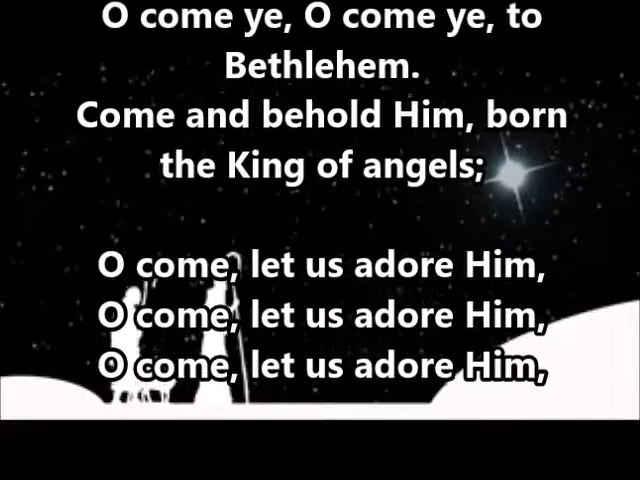 O come ye, O come ye, to
Bethlehem.
Come and behold Him, born
the King of angels;
O come, let us adore Him,
O come, let us adore Him,
O come, let us adore Him,